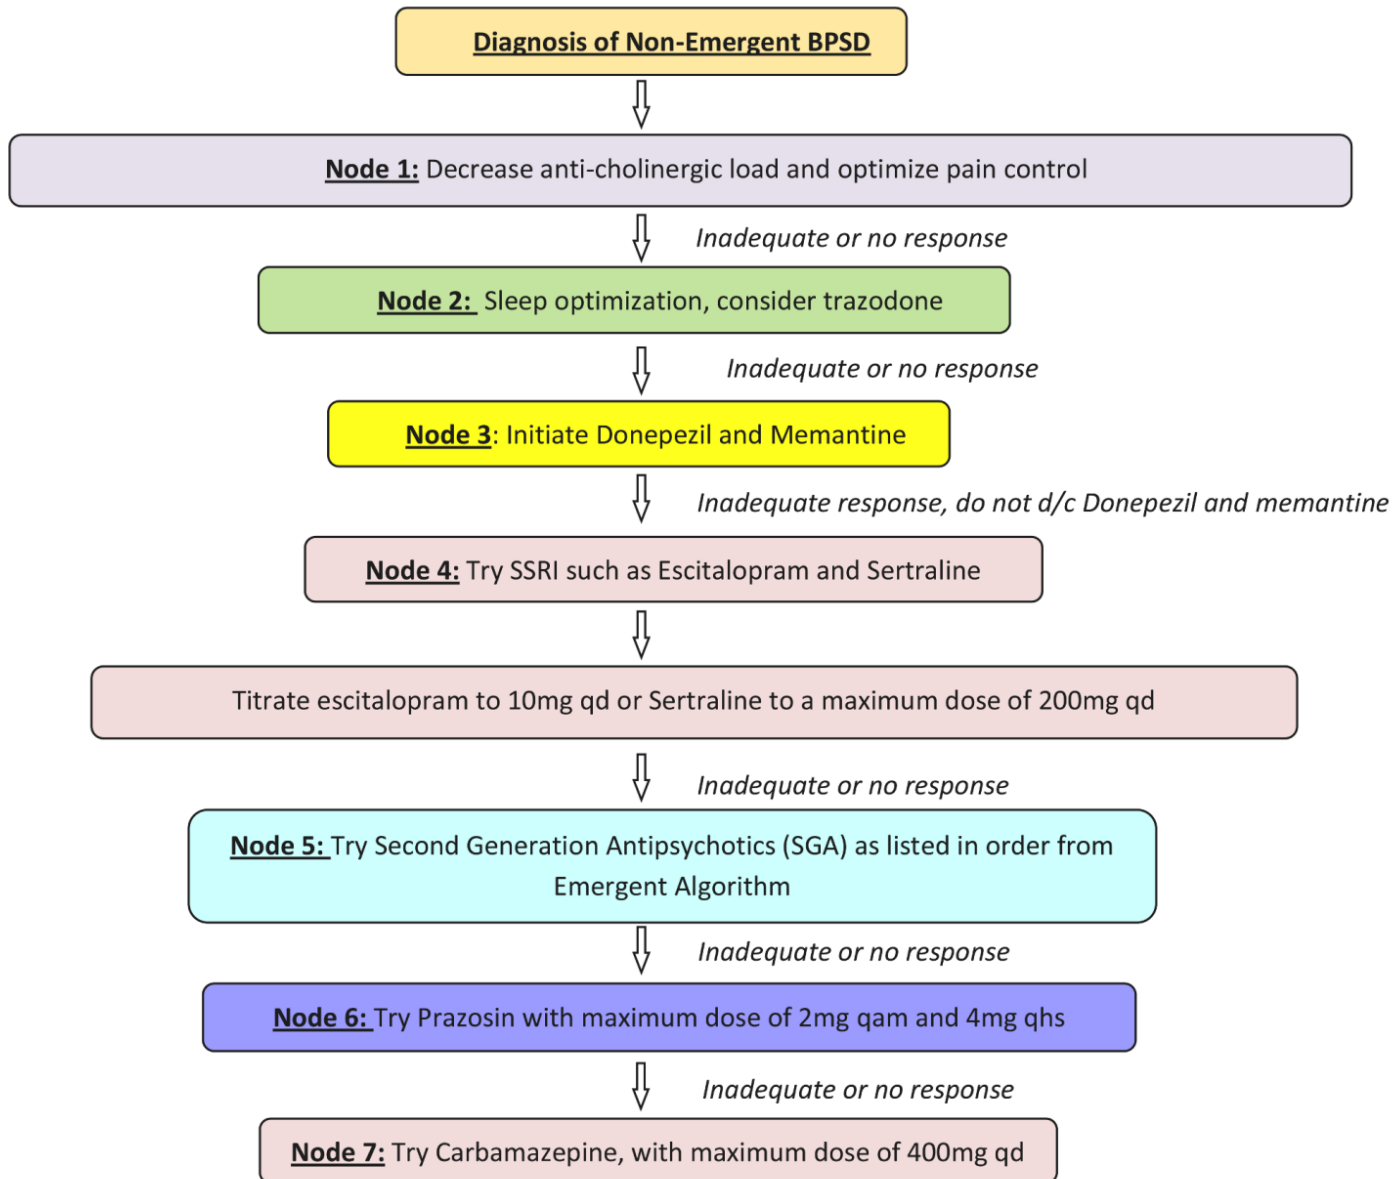 Diagnosis of Non-Emergent BPSD
Node 1: Decrease anti-cholinergic load and optimize pain control
Inadequate or no response
Node 2: Sleep optimization, consider trazodone
Inadequate or no response
Node 3: Initiate Donepezil and Memantine
Inadequate response, do not d/c Donepezil and memantine
Node 4: Try SSRI such as Escitalopram and Sertraline
Titrate escitalopram to 10mg qd or Sertraline to a maximum dose of 200mg qd
Inadequate or no response
Node 5: Try Second Generation Antipsychotics (SGA) as listed in order from
Emergent Algorithm
Inadequate or no response
Node 6: Try Prazosin with maximum dose of 2mg qam and 4mg qhs
Inadequate or no response
Node 7: Try Carbamazepine, with maximum dose of 400mg qd